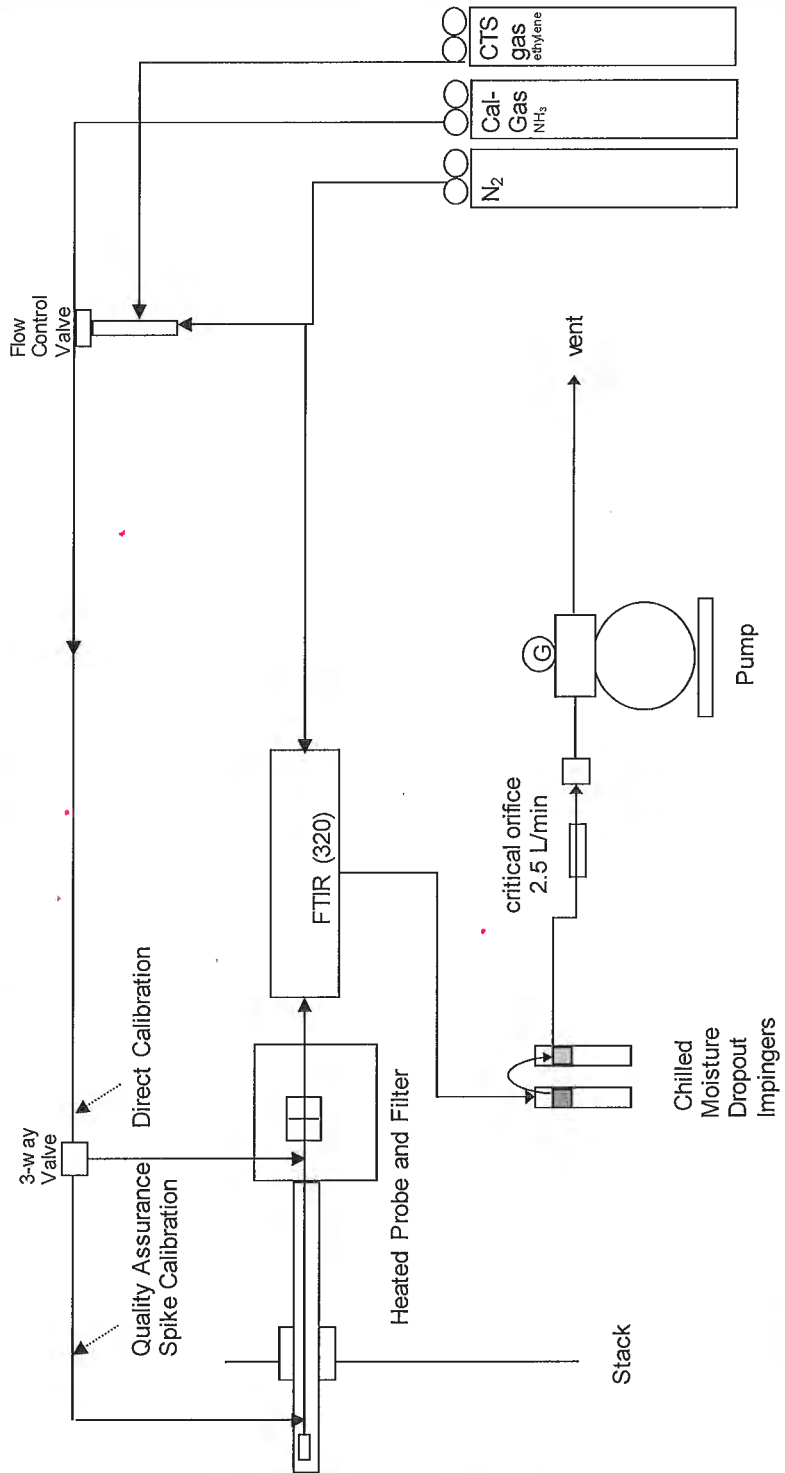 Flow
Control
Valve
3-way
Valve
Direct Calibration
Quality Assurance
Spike Calibration
CTS
gas
ethylene
Cal-
Gas
NH₃
N₂
FTIR (320)
Heated Probe and Filter
Stack
vent
G
Pump
critical orifice
2.5 L/min
Chilled
Moisture
Dropout
Impingers